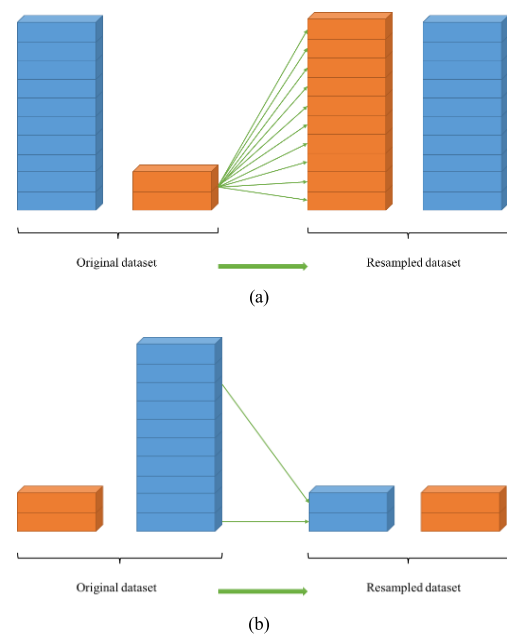 Original dataset
Resampled dataset
(a)
Original dataset
Resampled dataset
(b)